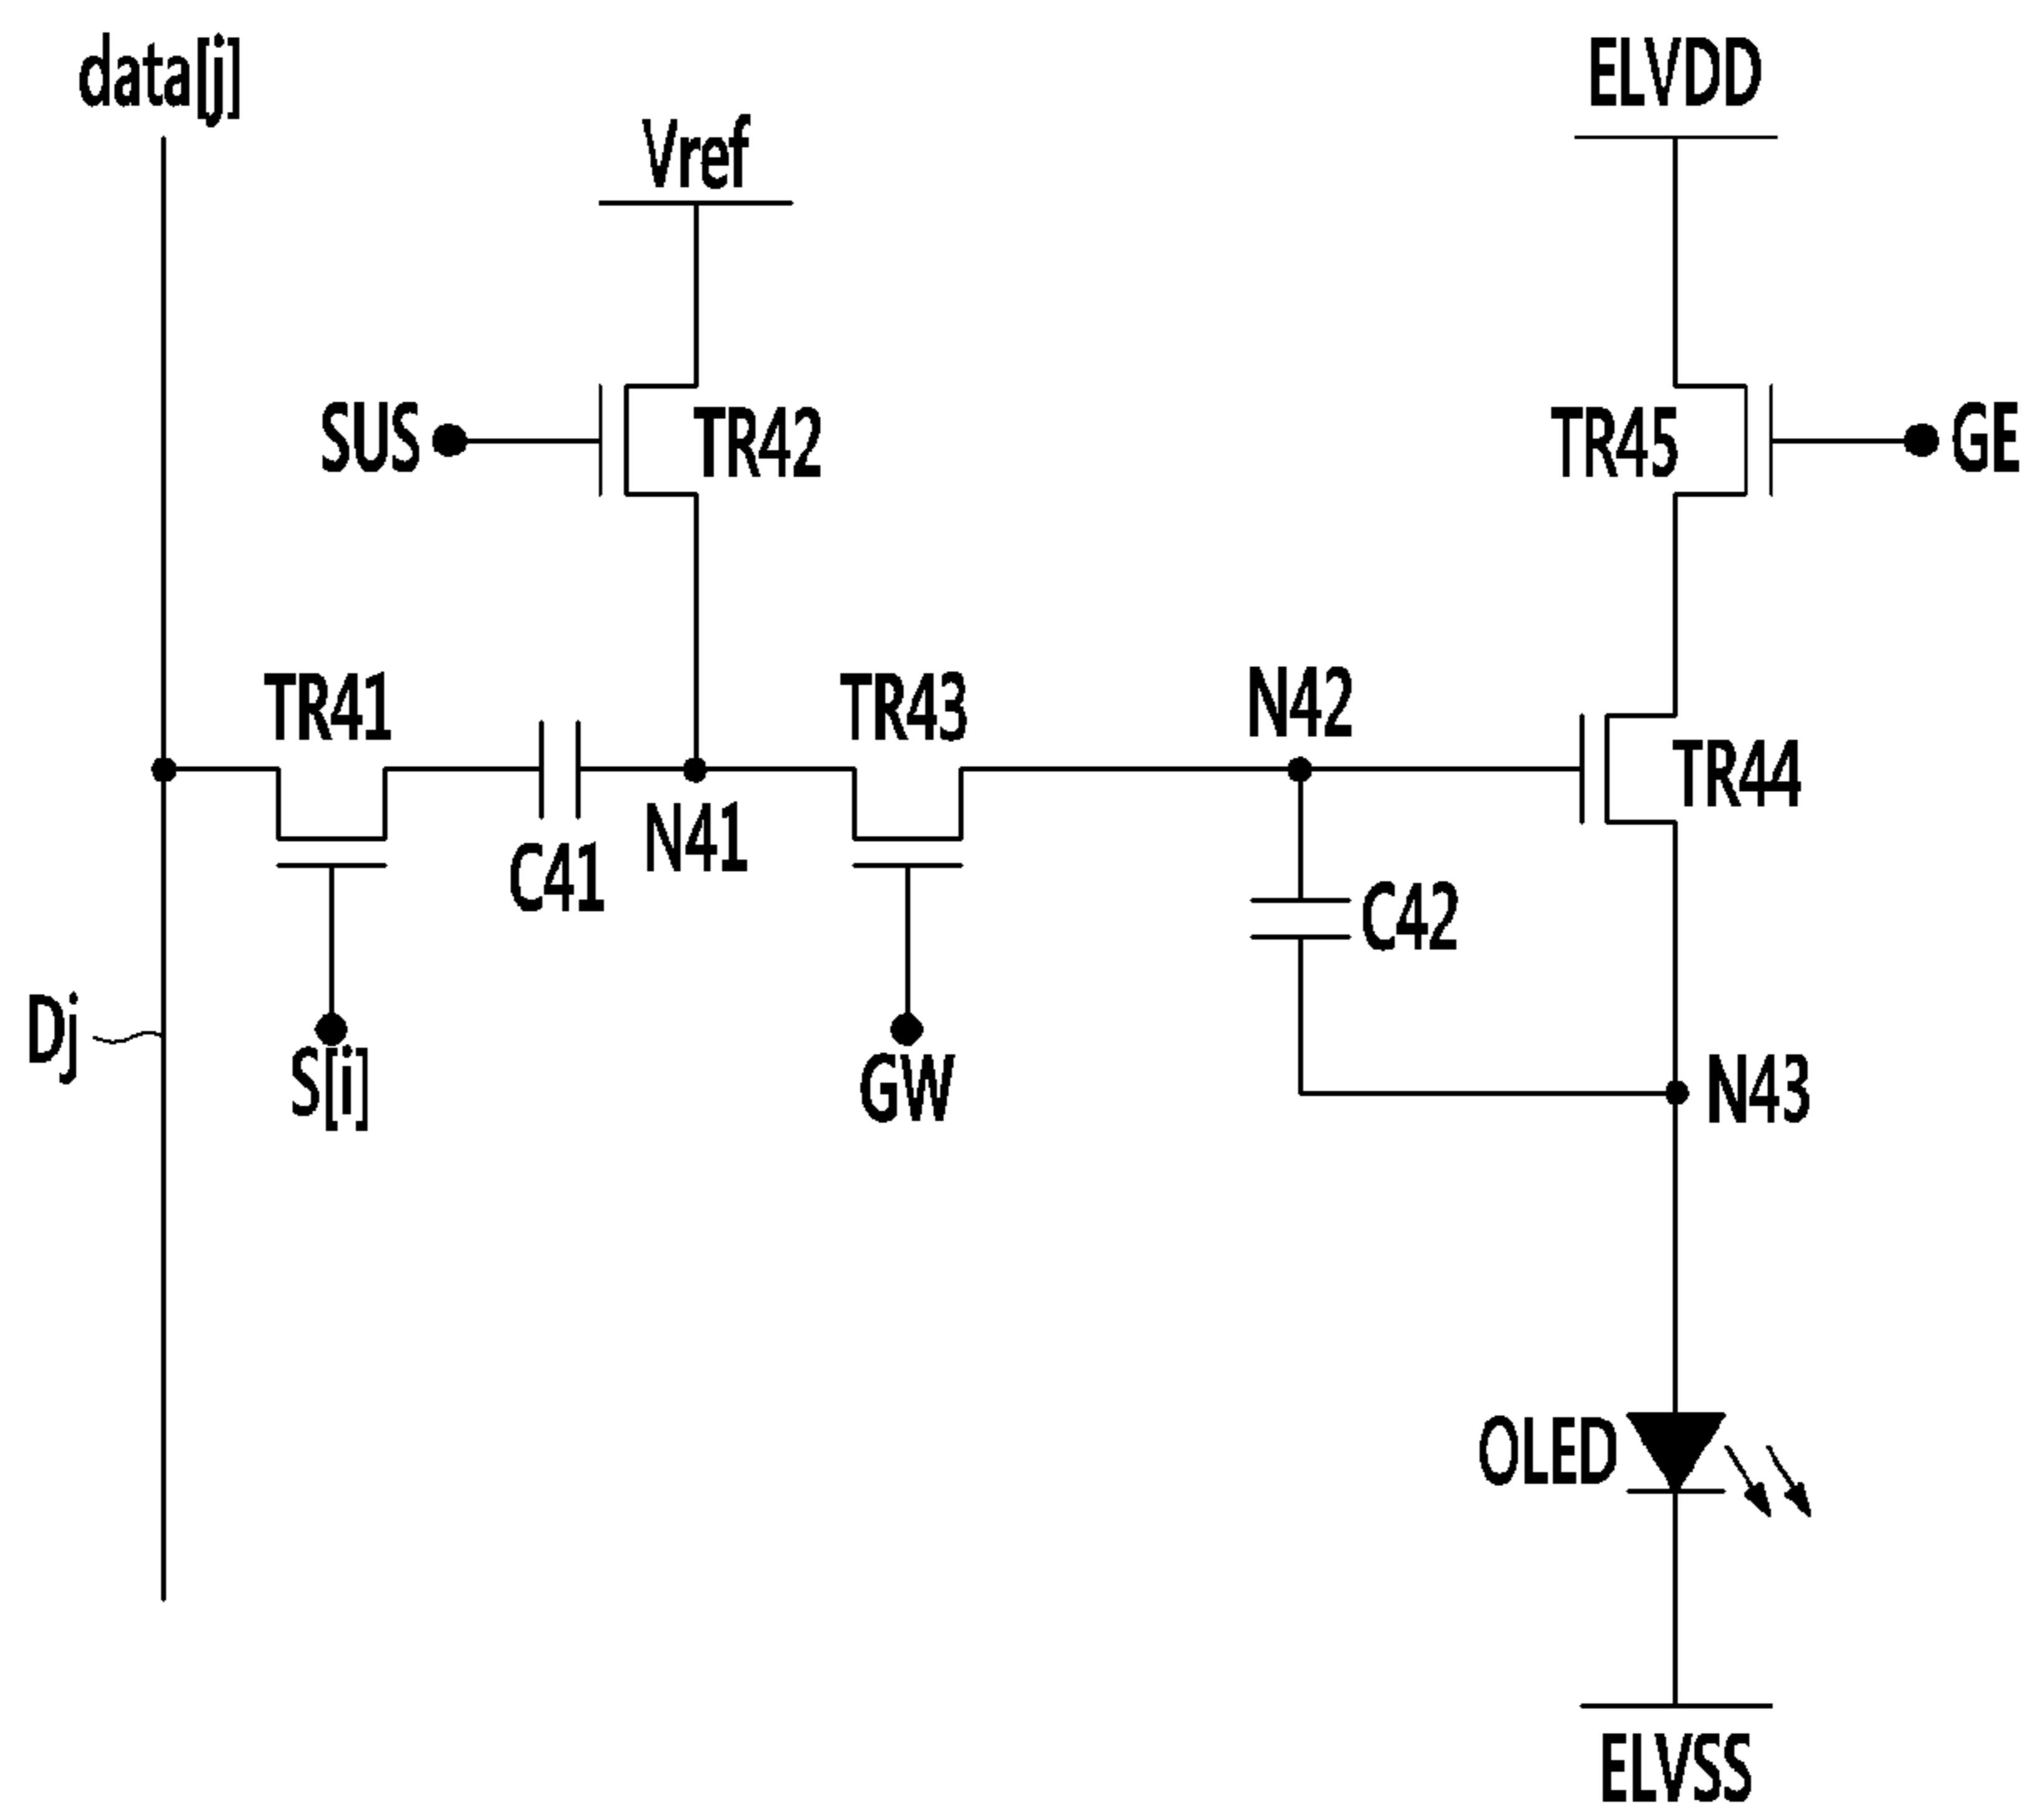 data[j]
ELVDD
Vref
SUS
TR42
TR45
GE
TR41
TR43
N42
TR44
C41
N41
C42
Dj
S[i]
GW
N43
OLED
ELVSS